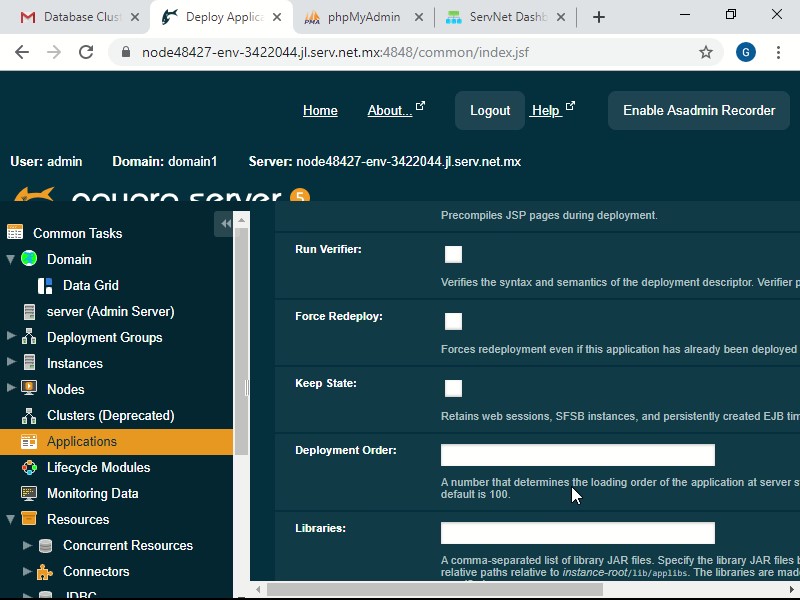 Database Clust
Deploy Applica
phpMyAdmin
ServNet Dashb
node48427-env-3422044.jl.serv.net.mx:4848/common/index.jsf
G
Home
About...
Logout
Help
Enable Asadmin Recorder
User: admin
Domain: domain1
Server: node48427-env-3422044.jl.serv.net.mx
payara server 5
Common Tasks
Domain
Data Grid
server (Admin Server)
Deployment Groups
Instances
Nodes
Clusters (Deprecated)
Applications
Lifecycle Modules
Monitoring Data
Resources
Concurrent Resources
Connectors
JDBC
Precompiles JSP pages during deployment.
Run Verifier:
Verifies the syntax and semantics of the deployment descriptor. Verifier p
Force Redeploy:
Forces redeployment even if this application has already been deployed
Keep State:
Retains web sessions, SFSB instances, and persistently created EJB tim
Deployment Order:
A number that determines the loading order of the application at server s
default is 100.
Libraries:
A comma-separated list of library JAR files. Specify the library JAR files b
relative paths relative to instance-root/lib/applibs. The libraries are mad